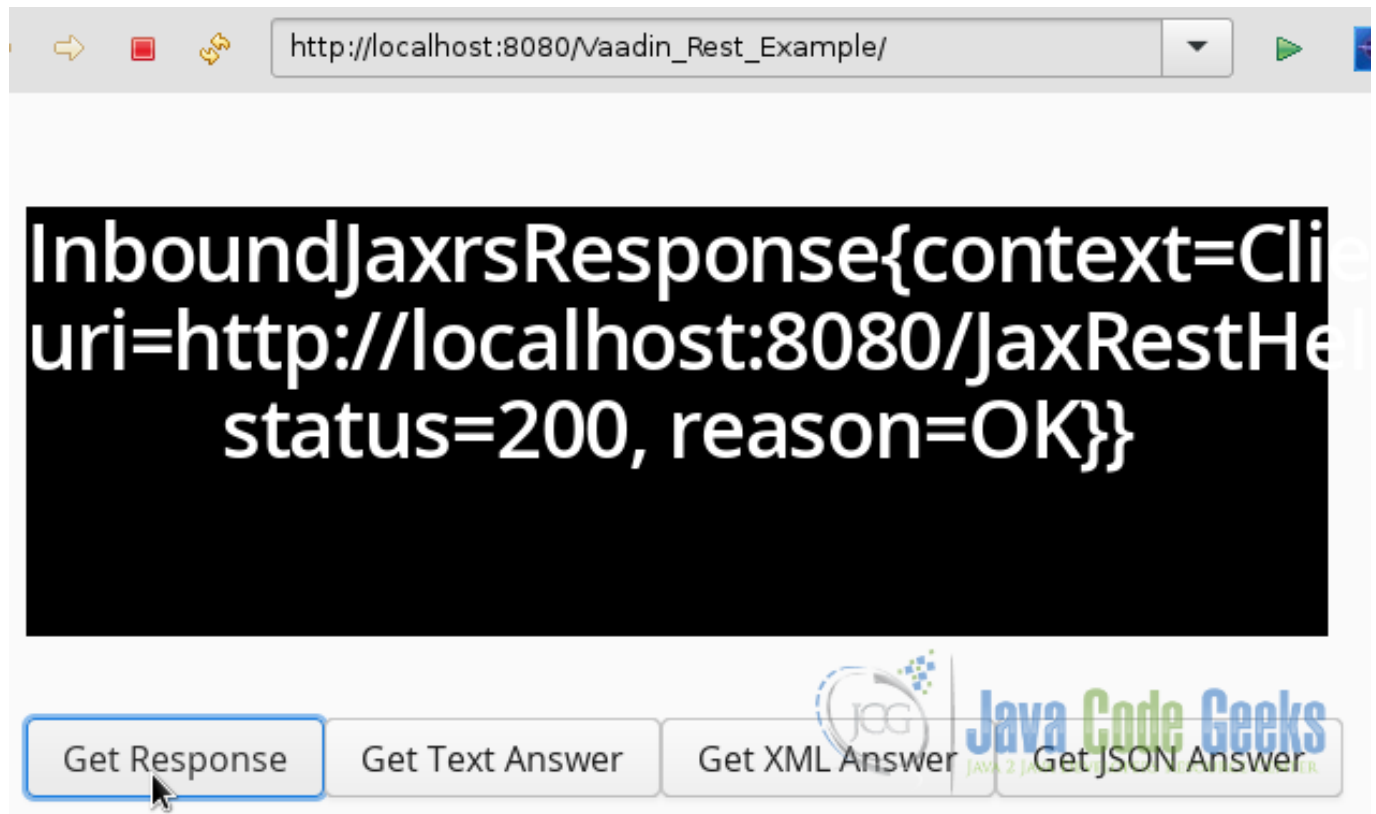 http://localhost:8080/Vaadin_Rest_Example/
InboundJaxrsResponse{context=Clie
uri=http://localhost:8080/JaxRestHel
status=200, reason=OK}}
JCG
Java Code Geeks
Get Response Get Text Answer Get XML Answer Get JSON Answer